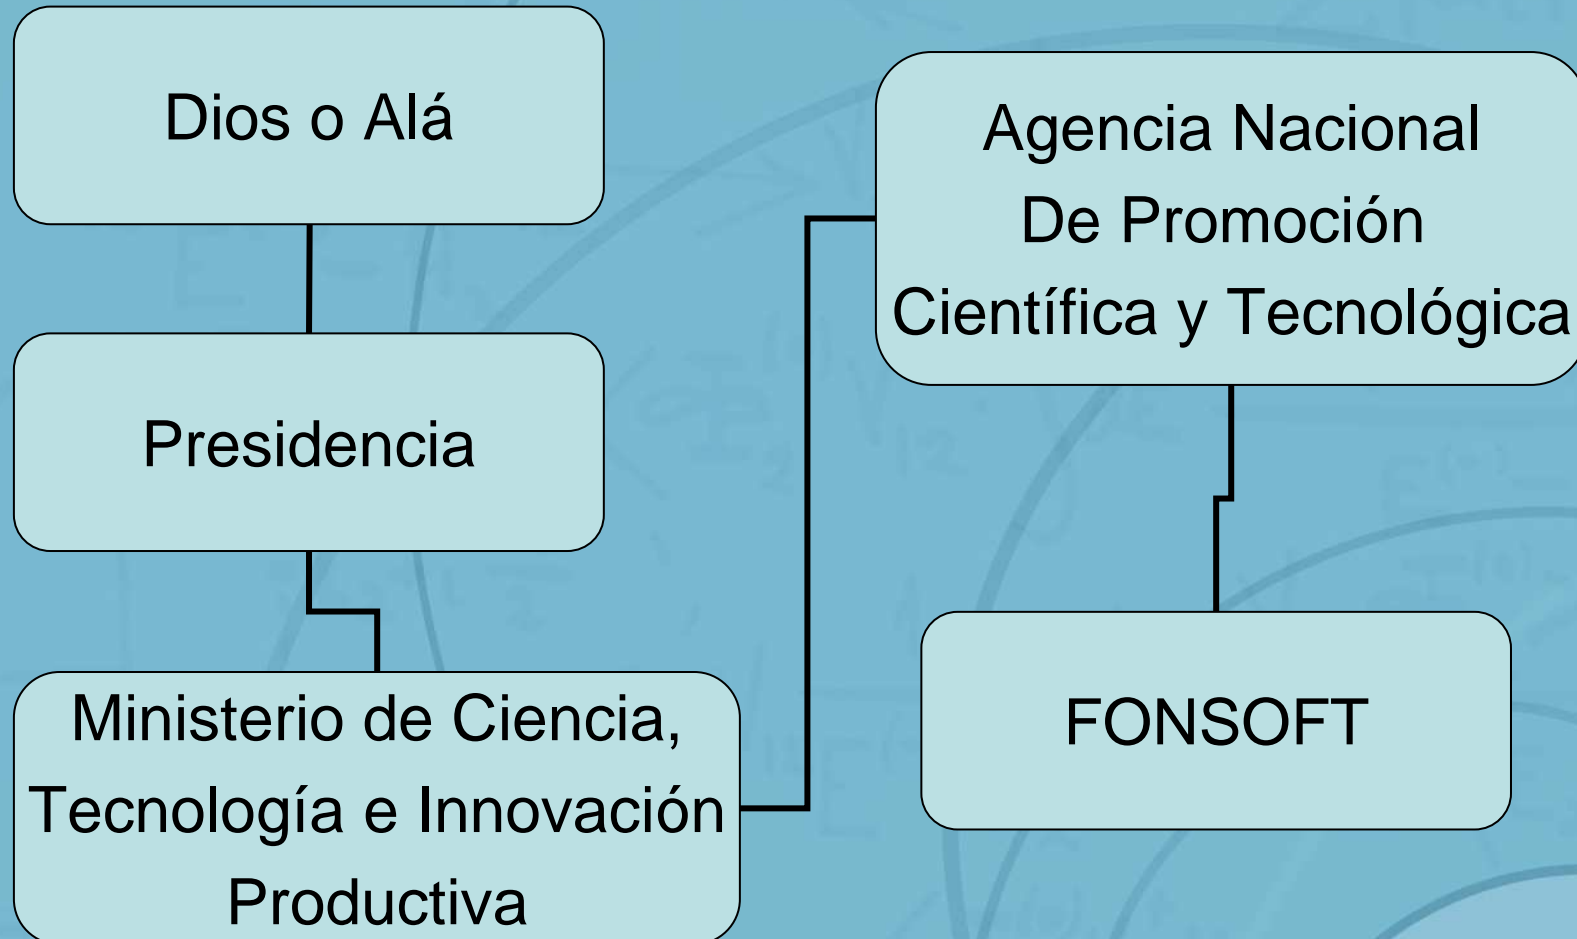 Dios o Alá
Presidencia
Ministerio de Ciencia,
Tecnología e Innovación
Productiva
Agencia Nacional
De Promoción
Científica y Tecnológica
FONSOFT